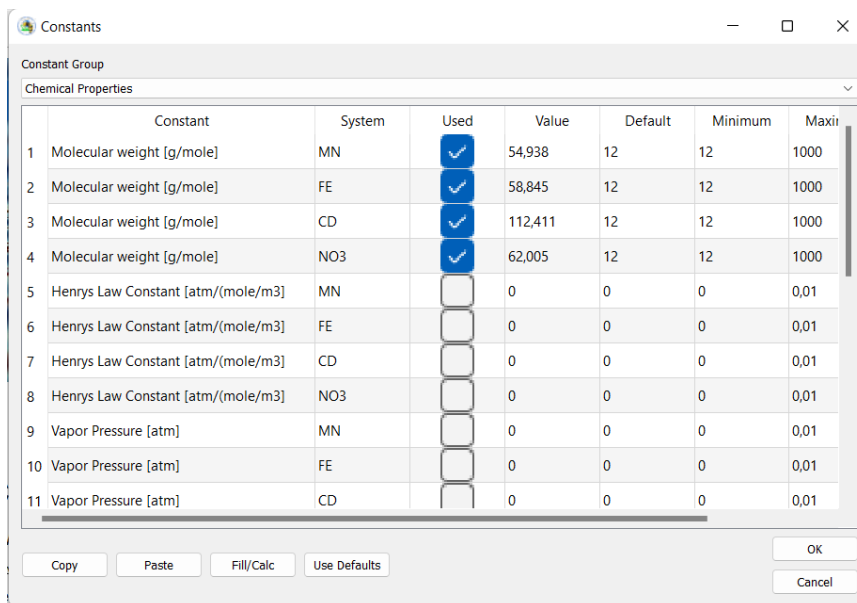 Constants
Constant Group
Chemical Properties
Constant System Used Value Default Minimum Maxin
1 Molecular weight [g/mole] MN 54,938 12 12 1000
2 Molecular weight [g/mole] FE 58,845 12 12 1000
3 Molecular weight [g/mole] CD 112,411 12 12 1000
4 Molecular weight [g/mole] NO3 62,005 12 12 1000
5 Henrys Law Constant [atm/(mole/m3] MN 0 0 0 0,01
6 Henrys Law Constant [atm/(mole/m3] FE 0 0 0 0,01
7 Henrys Law Constant [atm/(mole/m3] CD 0 0 0 0,01
8 Henrys Law Constant [atm/(mole/m3] NO3 0 0 0 0,01
9 Vapor Pressure [atm] MN 0 0 0 0,01
10 Vapor Pressure [atm] FE 0 0 0 0,01
11 Vapor Pressure [atm] CD 0 0 0 0,01
OK
Copy Paste Fill/Calc Use Defaults
Cancel